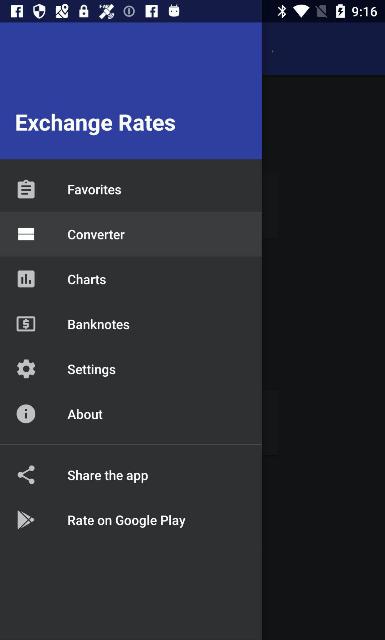 9:16
Exchange Rates
Favorites
Converter
Charts
Banknotes
Settings
About
Share the app
Rate on Google Play